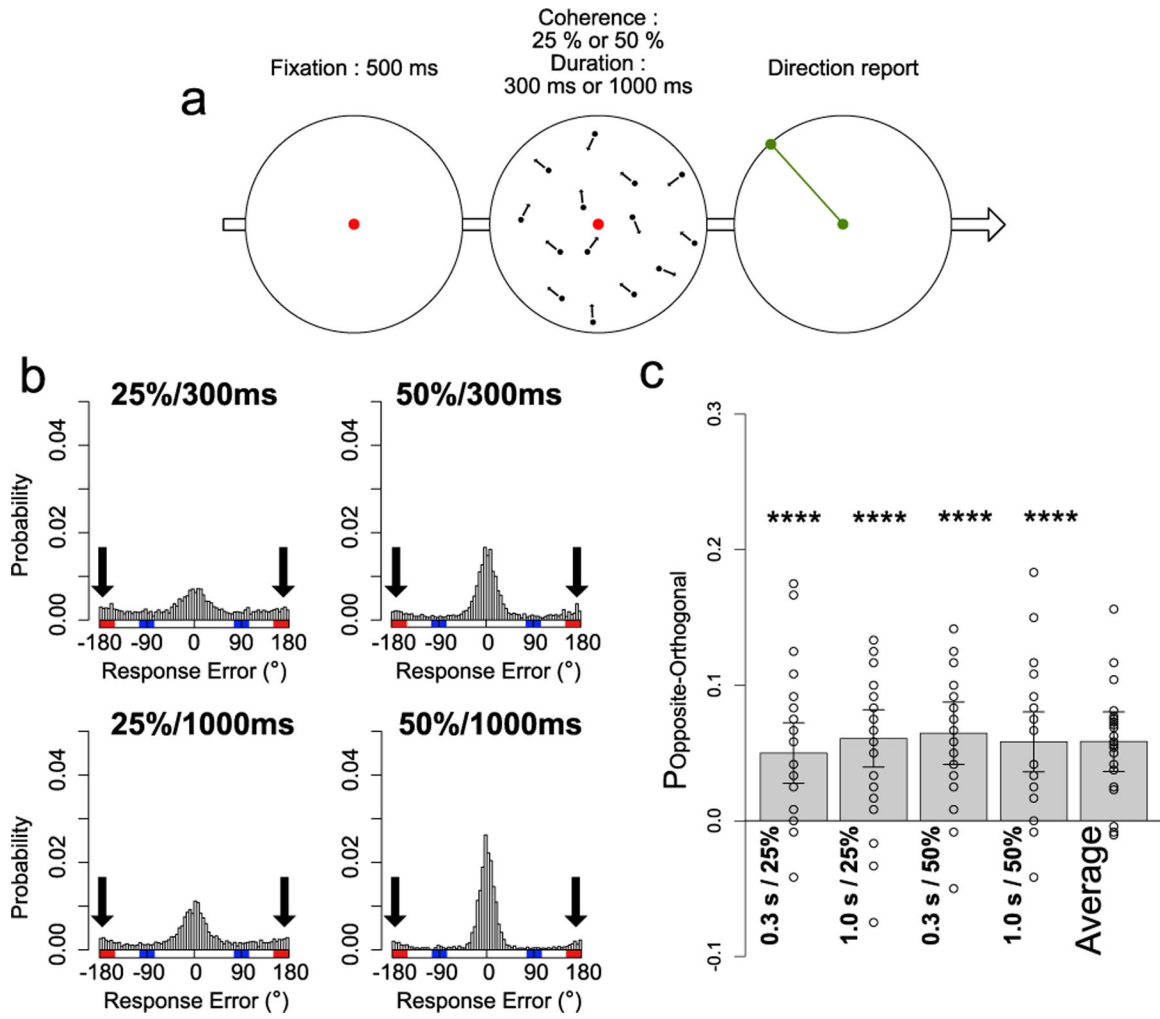 Coherence :
25 % or 50 %
Fixation : 500 ms
Duration :
300 ms or 1000 ms
Direction report
a
b
25%/300ms
0.04
0.02
0.00
Probability
-180 -90 0 90 180
Response Error (°)
50%/300ms
0.04
0.02
0.00
-180 -90 0 90 180
Response Error (°)
25%/1000ms
0.04
0.02
0.00
Probability
-180 -90 0 90 180
Response Error (°)
50%/1000ms
0.04
0.02
0.00
-180 -90 0 90 180
Response Error (°)
c
0.3
0.2
0.1
0.0
-0.1
POpposite-Orthogonal
**** **** **** ****
0.3 s / 25%
1.0 s / 25%
0.3 s / 50%
1.0 s / 50%
Average